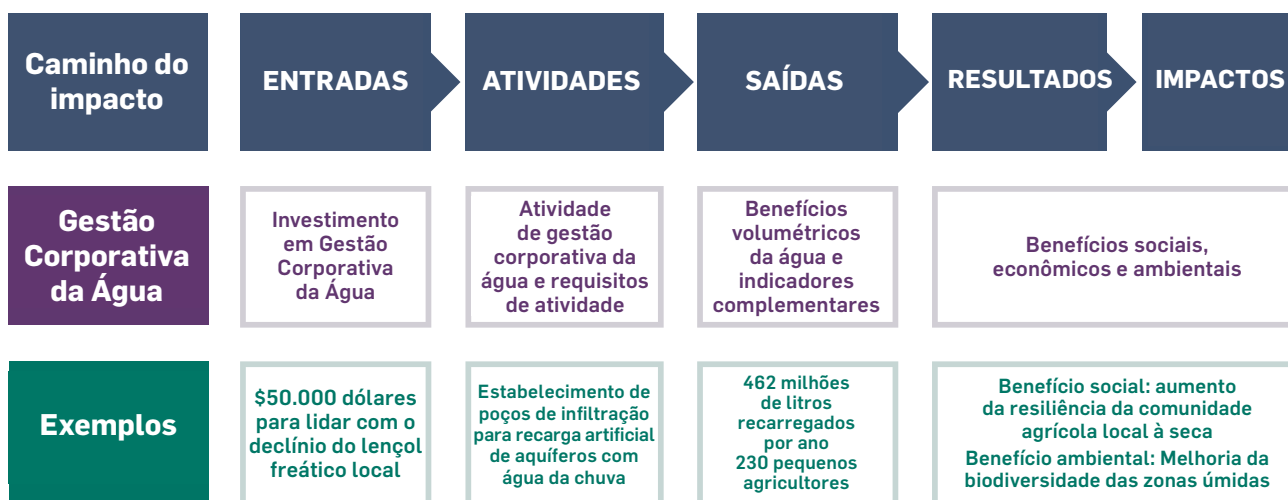 Caminho do
impacto
ENTRADAS
ATIVIDADES
SAÍDAS
RESULTADOS
IMPACTOS
Gestão
Corporativa
da Água
Investimento
em Gestão
Corporativa
da Água
Atividade
de gestão
corporativa da
água e requisitos
de atividade
Benefícios
volumétricos
da água e
indicadores
complementares
Benefícios sociais,
econômicos e ambientais
Exemplos
$50.000 dólares
para lidar com o
declínio do lençol
freático local
Estabelecimento de
poços de infiltração
para recarga artificial
de aquíferos com
água da chuva
462 milhões
de litros
recarregados
por ano
230 pequenos
agricultores
Benefício social: aumento
da resiliência da comunidade
agrícola local à seca
Benefício ambiental: Melhoria da
biodiversidade das zonas úmidas